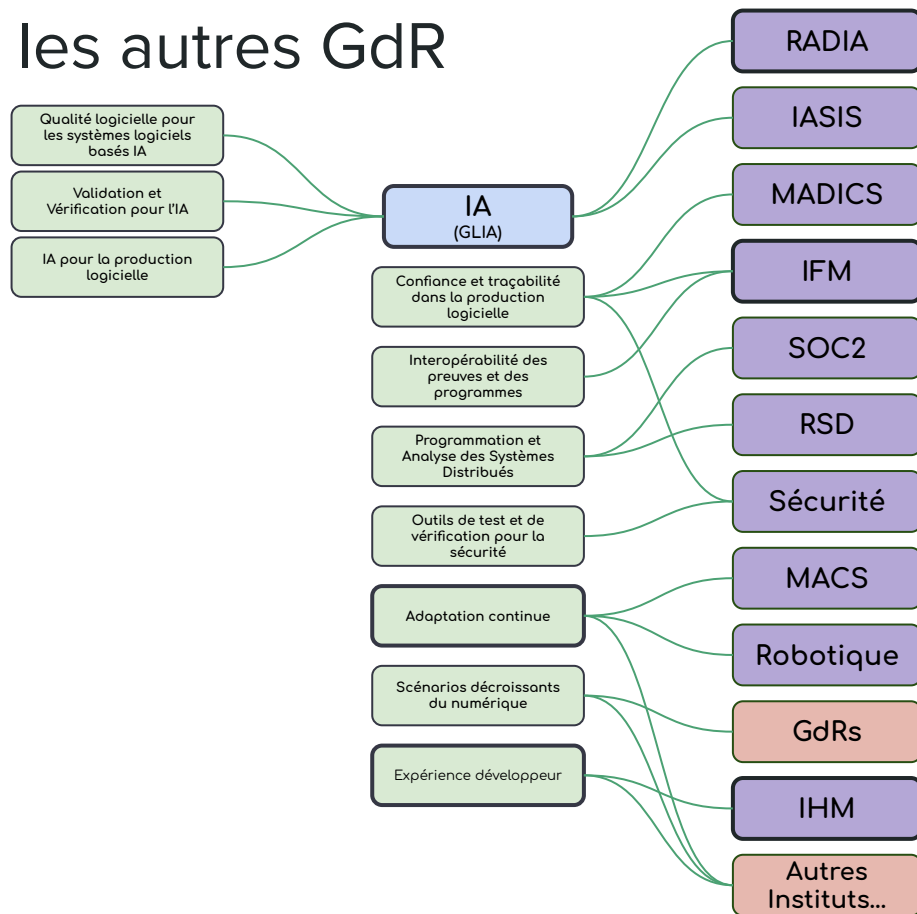 les autres GdR
Qualité logicielle pour
les systèmes logiciels
basés IA
Validation et
Vérification pour l'IA
IA pour la production
logicielle
IA
(GLIA)
Confiance et traçabilité
dans la production
logicielle
Interopérabilité des
preuves et des
programmes
Programmation et
Analyse des Systèmes
Distribués
Outils de test et de
vérification pour la
sécurité
Adaptation continue
Scénarios décroissants
du numérique
Expérience développeur
RADIA
IASIS
MADICS
IFM
SOC2
RSD
Sécurité
MACS
Robotique
GdRs
IHM
Autres
Instituts...